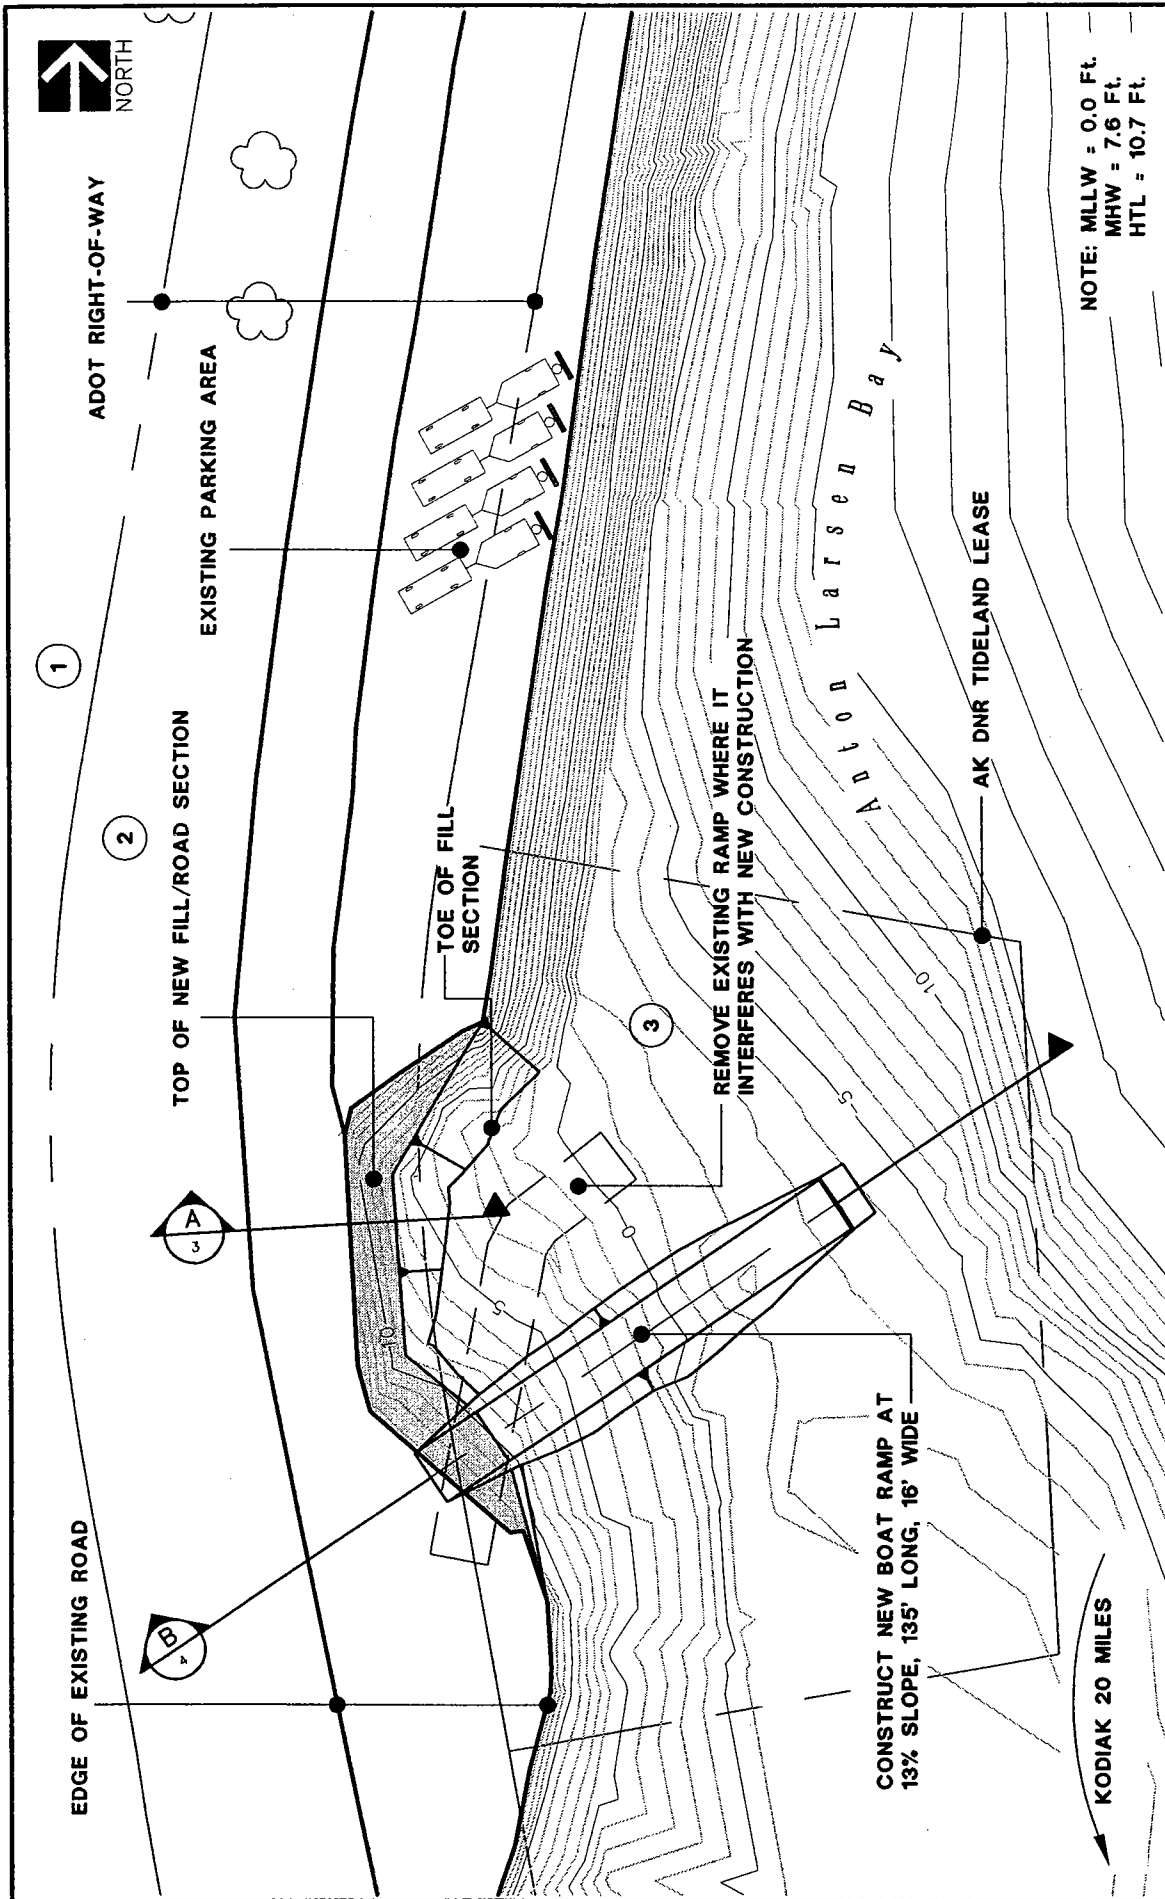 NORTH
ADOT RIGHT-OF-WAY
EXISTING PARKING AREA
1
2
TOP OF NEW FILL/ROAD SECTION
TOE OF FILL
SECTION
A
3
B
4
EDGE OF EXISTING ROAD
10
5
0
5
10
3
REMOVE EXISTING RAMP WHERE IT
INTERFERES WITH NEW CONSTRUCTION
Anton Larsen Bay
AK DNR TIDELAND LEASE
CONSTRUCT NEW BOAT RAMP AT
13% SLOPE, 135' LONG, 16' WIDE
KODIAK 20 MILES
NOTE: MLLW = 0.0 Ft.
MHW = 7.6 Ft.
HTL = 10.7 Ft.